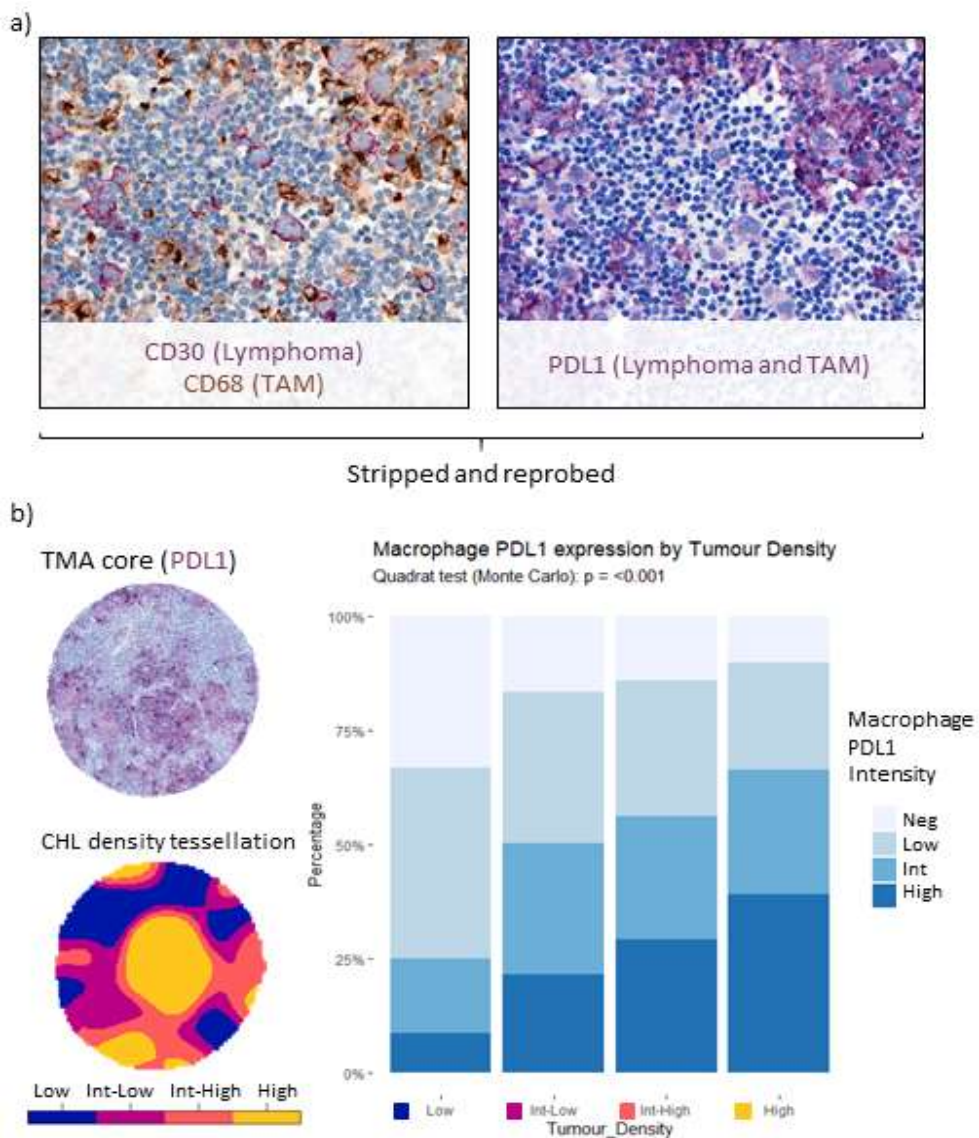 a)
CD30 (Lymphoma)
CD68 (TAM)
PDL1 (Lymphoma and TAM)
Stripped and reprobed
b)
TMA core (PDL1)
CHL density tessellation
Low Int-Low Int-High High
Macrophage PDL1 expression by Tumour Density
Quadrat test (Monte Carlo): p = <0.001
100%
75%
50%
25%
0%
Percentage
Low Int-Low Int-High High
Tumour_Density
Macrophage
PDL1
Intensity
Neg
Low
Int
High